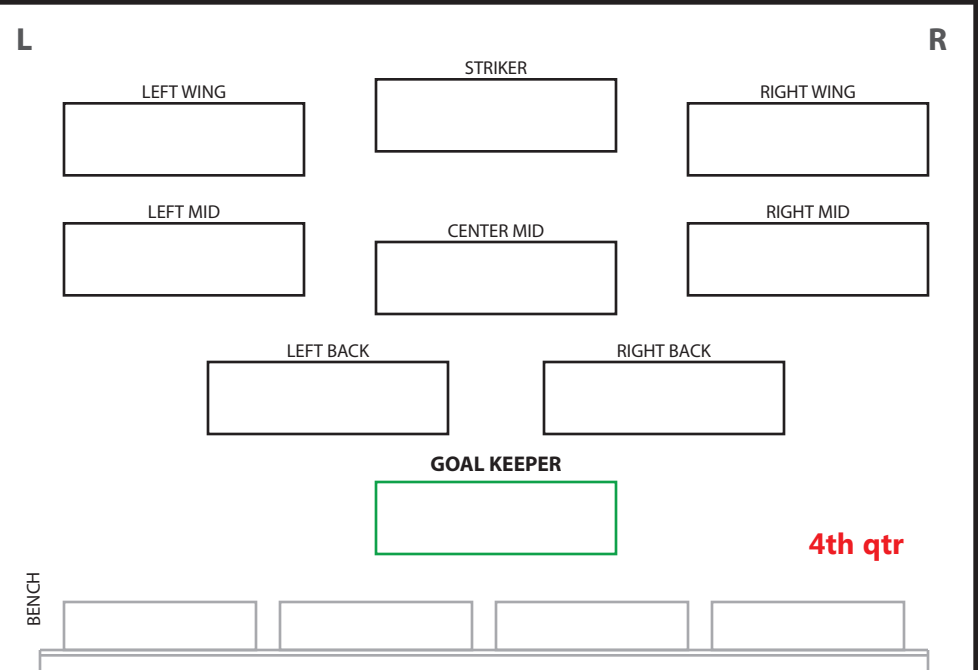 L
R
STRIKER
LEFT WING
RIGHT WING
LEFT MID
RIGHT MID
CENTER MID
LEFT BACK
RIGHT BACK
GOAL KEEPER
4th qtr
BENCH